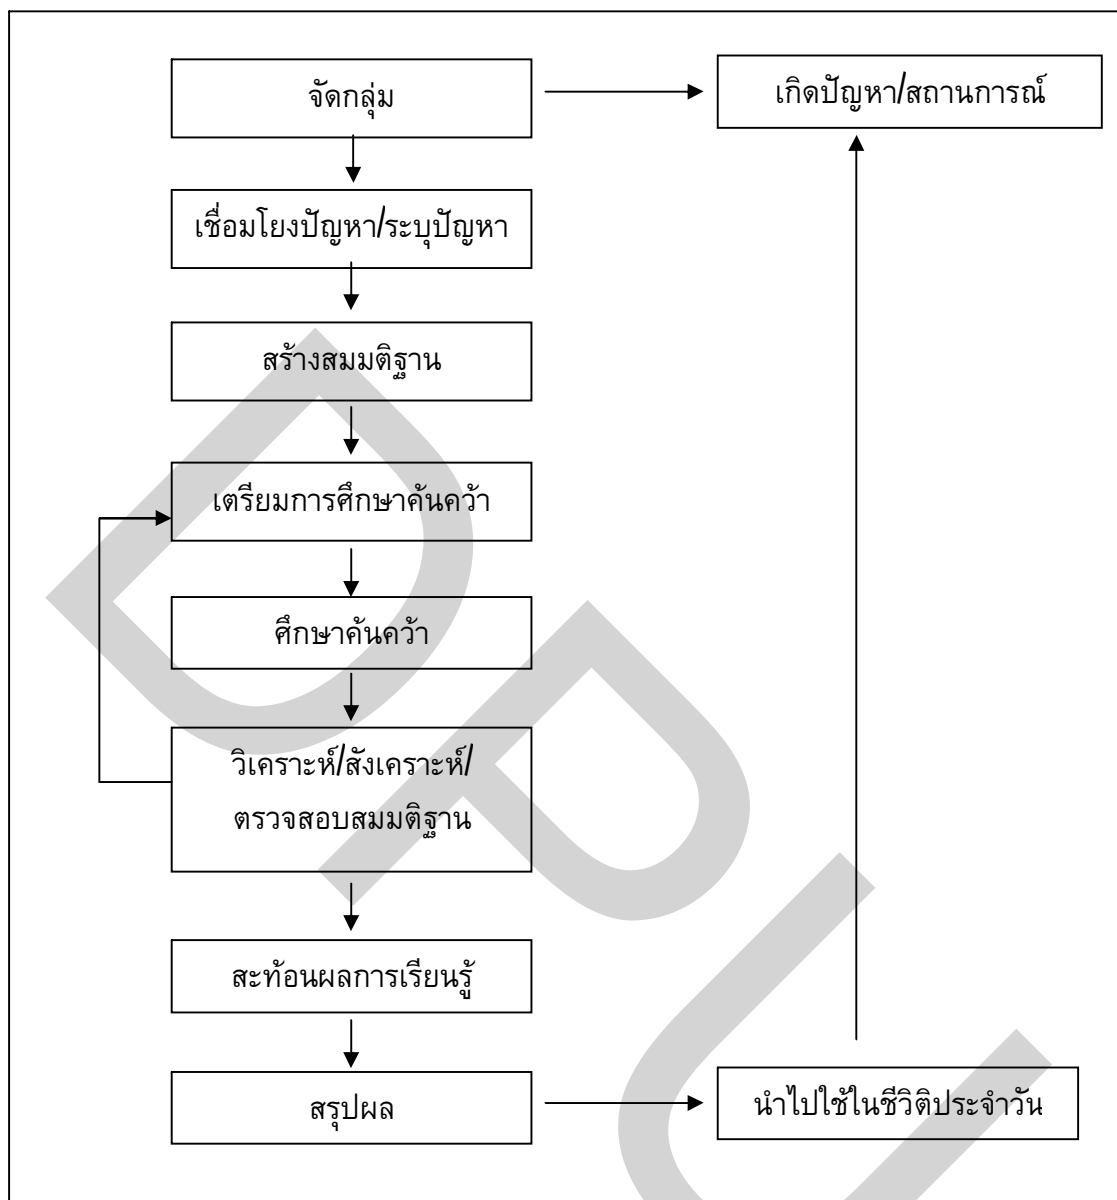 จัดกลุ่ม
เกิดปัญหา/สถานการณ์
เชื่อมโยงปัญหา/ระบุปัญหา
สร้างสมมติฐาน
เตรียมการศึกษาค้นคว้า
ศึกษาค้นคว้า
วิเคราะห์/สังเคราะห์/
ตรวจสอบสมมติฐาน
สะท้อนผลการเรียนรู้
สรุปผล
นำไปใช้ในชีวิติประจำวัน
DPU